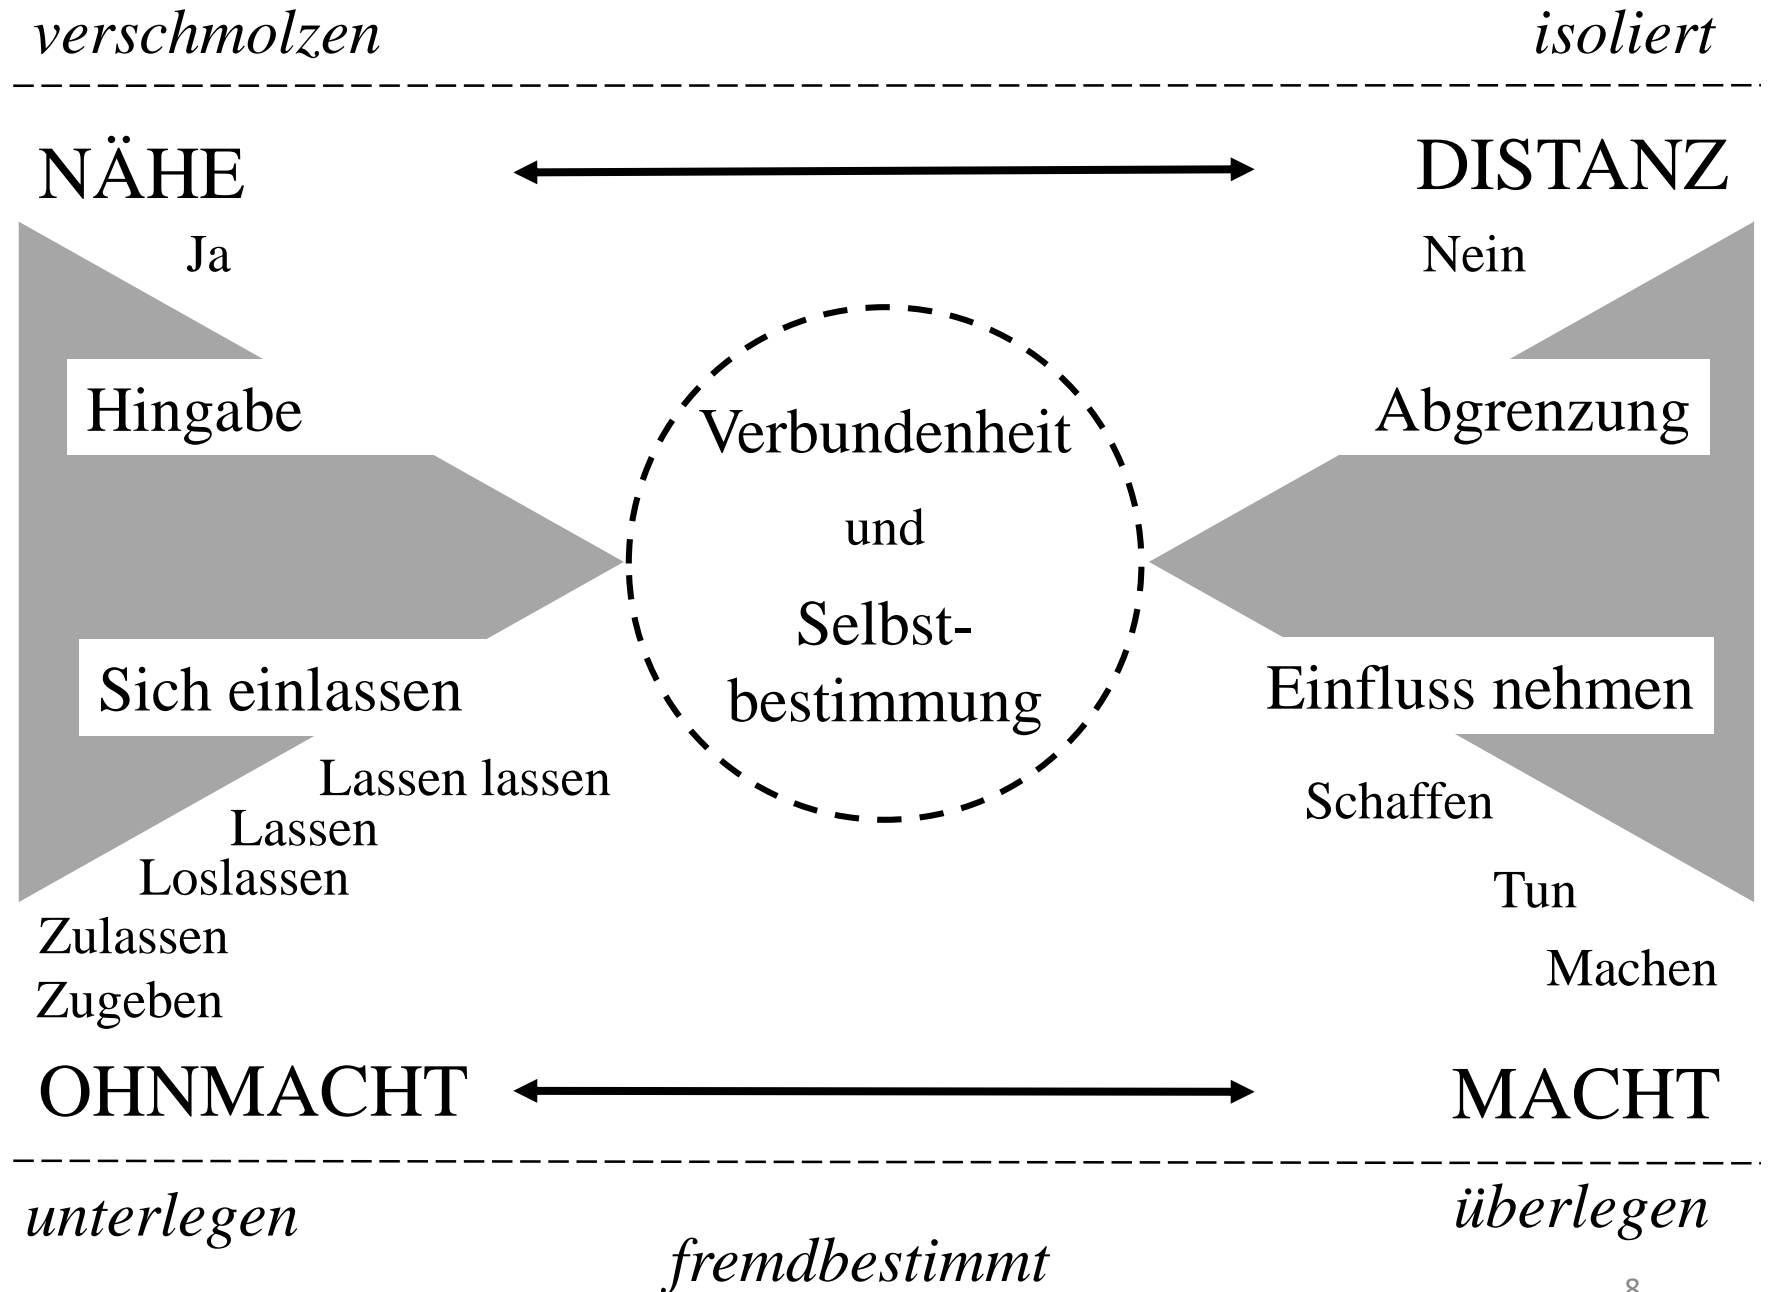 verschmolzen isoliert
NÄHE DISTANZ
Ja Nein
Hingabe Verbundenheit Abgrenzung
und
Selbst-
bestimmung
Sich einlassen Einfluss nehmen
Lassen lassen Schaffen
Lassen
Loslassen Tun
Zulassen Machen
Zugeben
OHNMACHT MACHT
unterlegen überlegen
fremdbestimmt
8